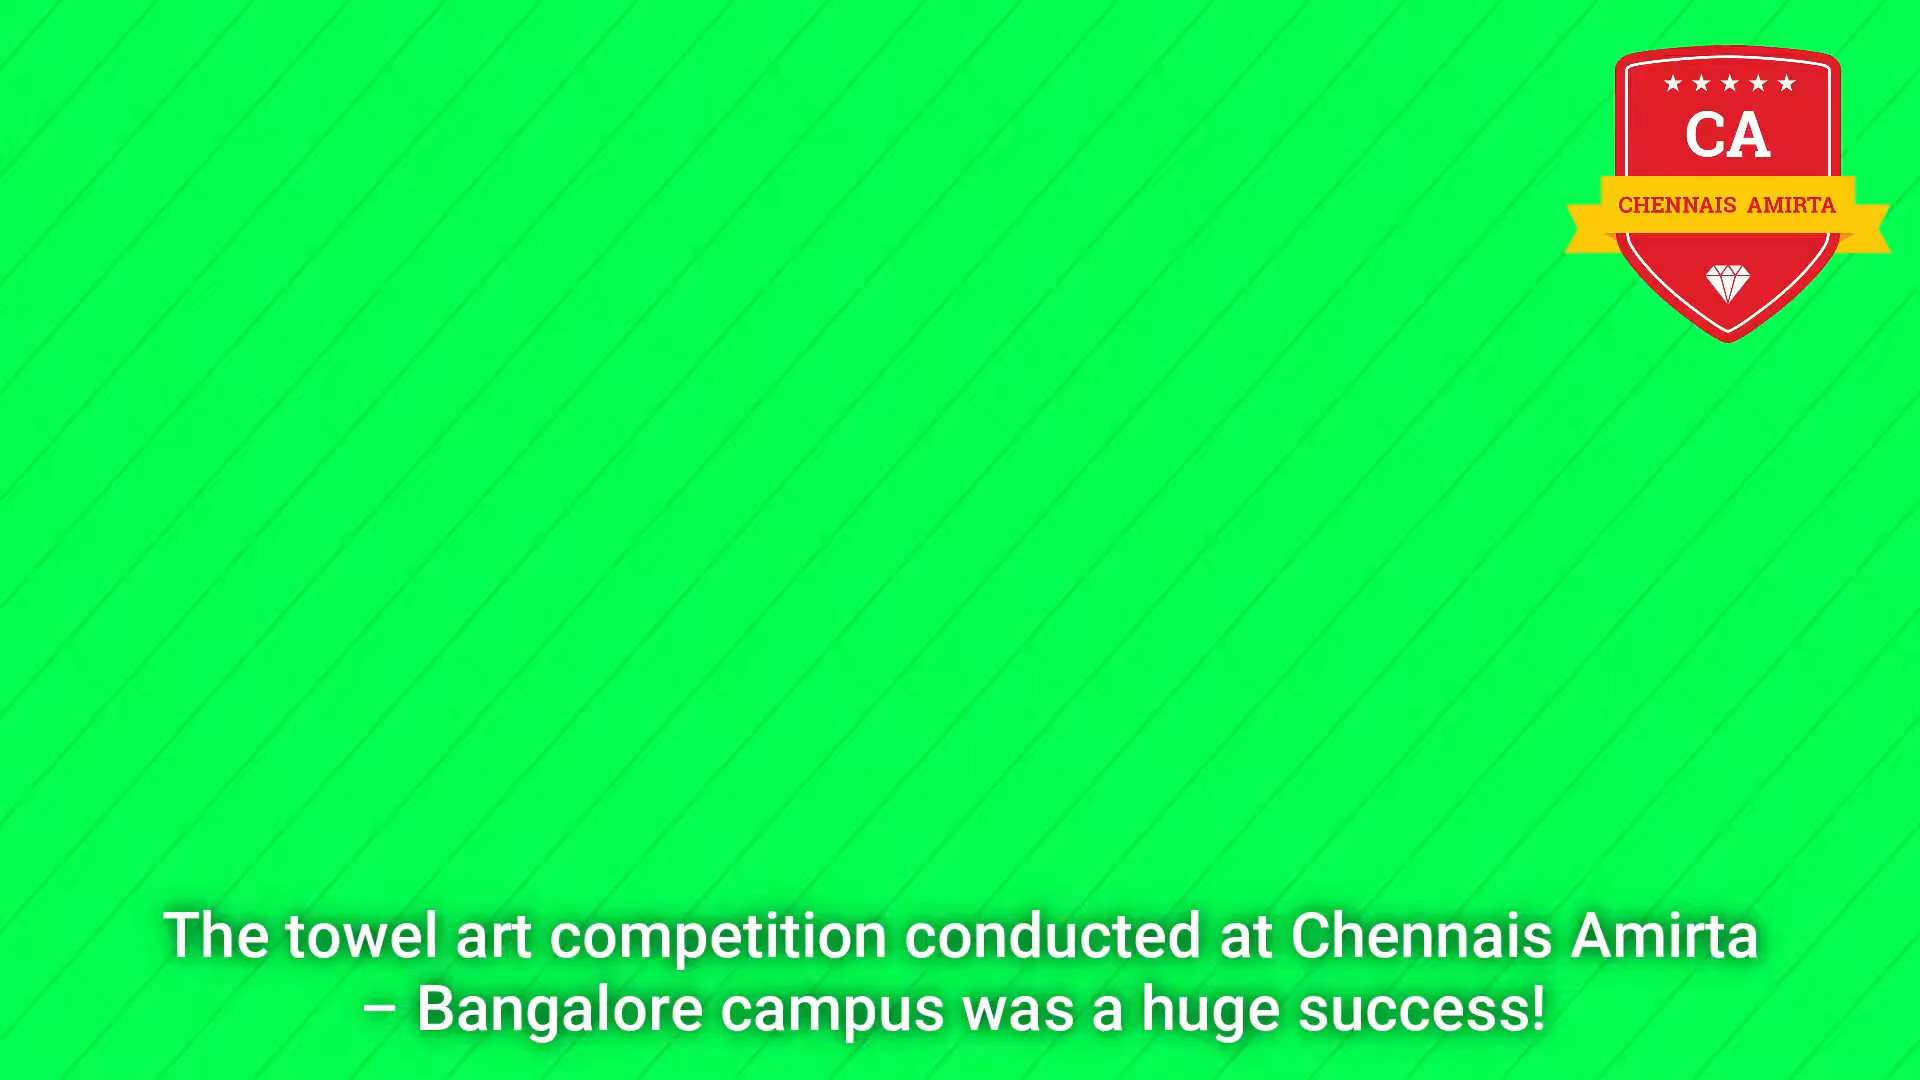 CA
CHENNAIS AMIRTA
The towel art competition conducted at Chennais Amirta
– Bangalore campus was a huge success!